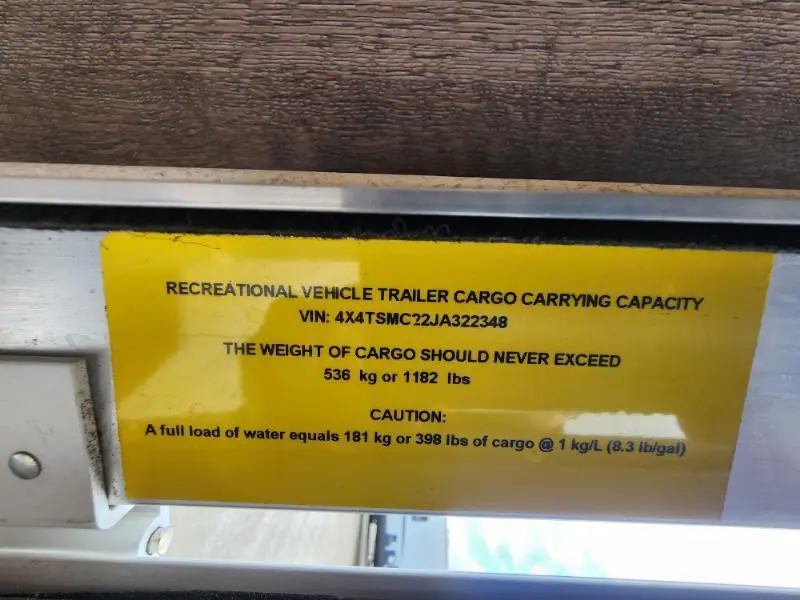 RECREATIONAL VEHICLE TRAILER CARGO CARRYING CAPACITY
VIN: 4X4TSMC22JA322348
THE WEIGHT OF CARGO SHOULD NEVER EXCEED
536 kg or 1182 lbs
CAUTION:
A full load of water equals 181 kg or 398 lbs of cargo @ 1 kg/L (8.3 lb/gal)